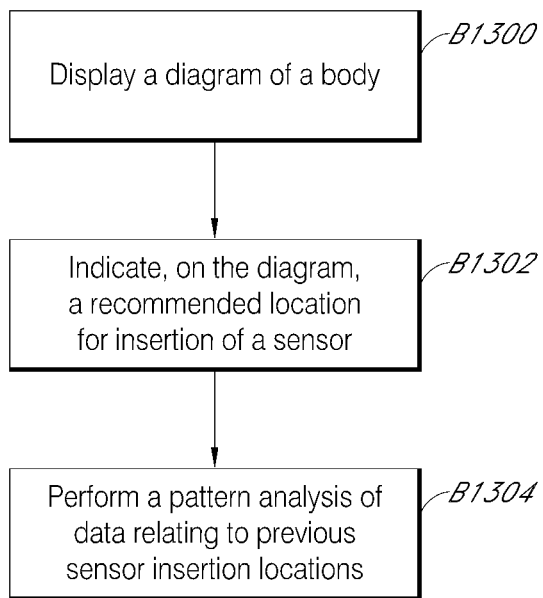 B1300
Display a diagram of a body
B1302
Indicate, on the diagram,
a recommended location
for insertion of a sensor
B1304
Perform a pattern analysis of
data relating to previous
sensor insertion locations